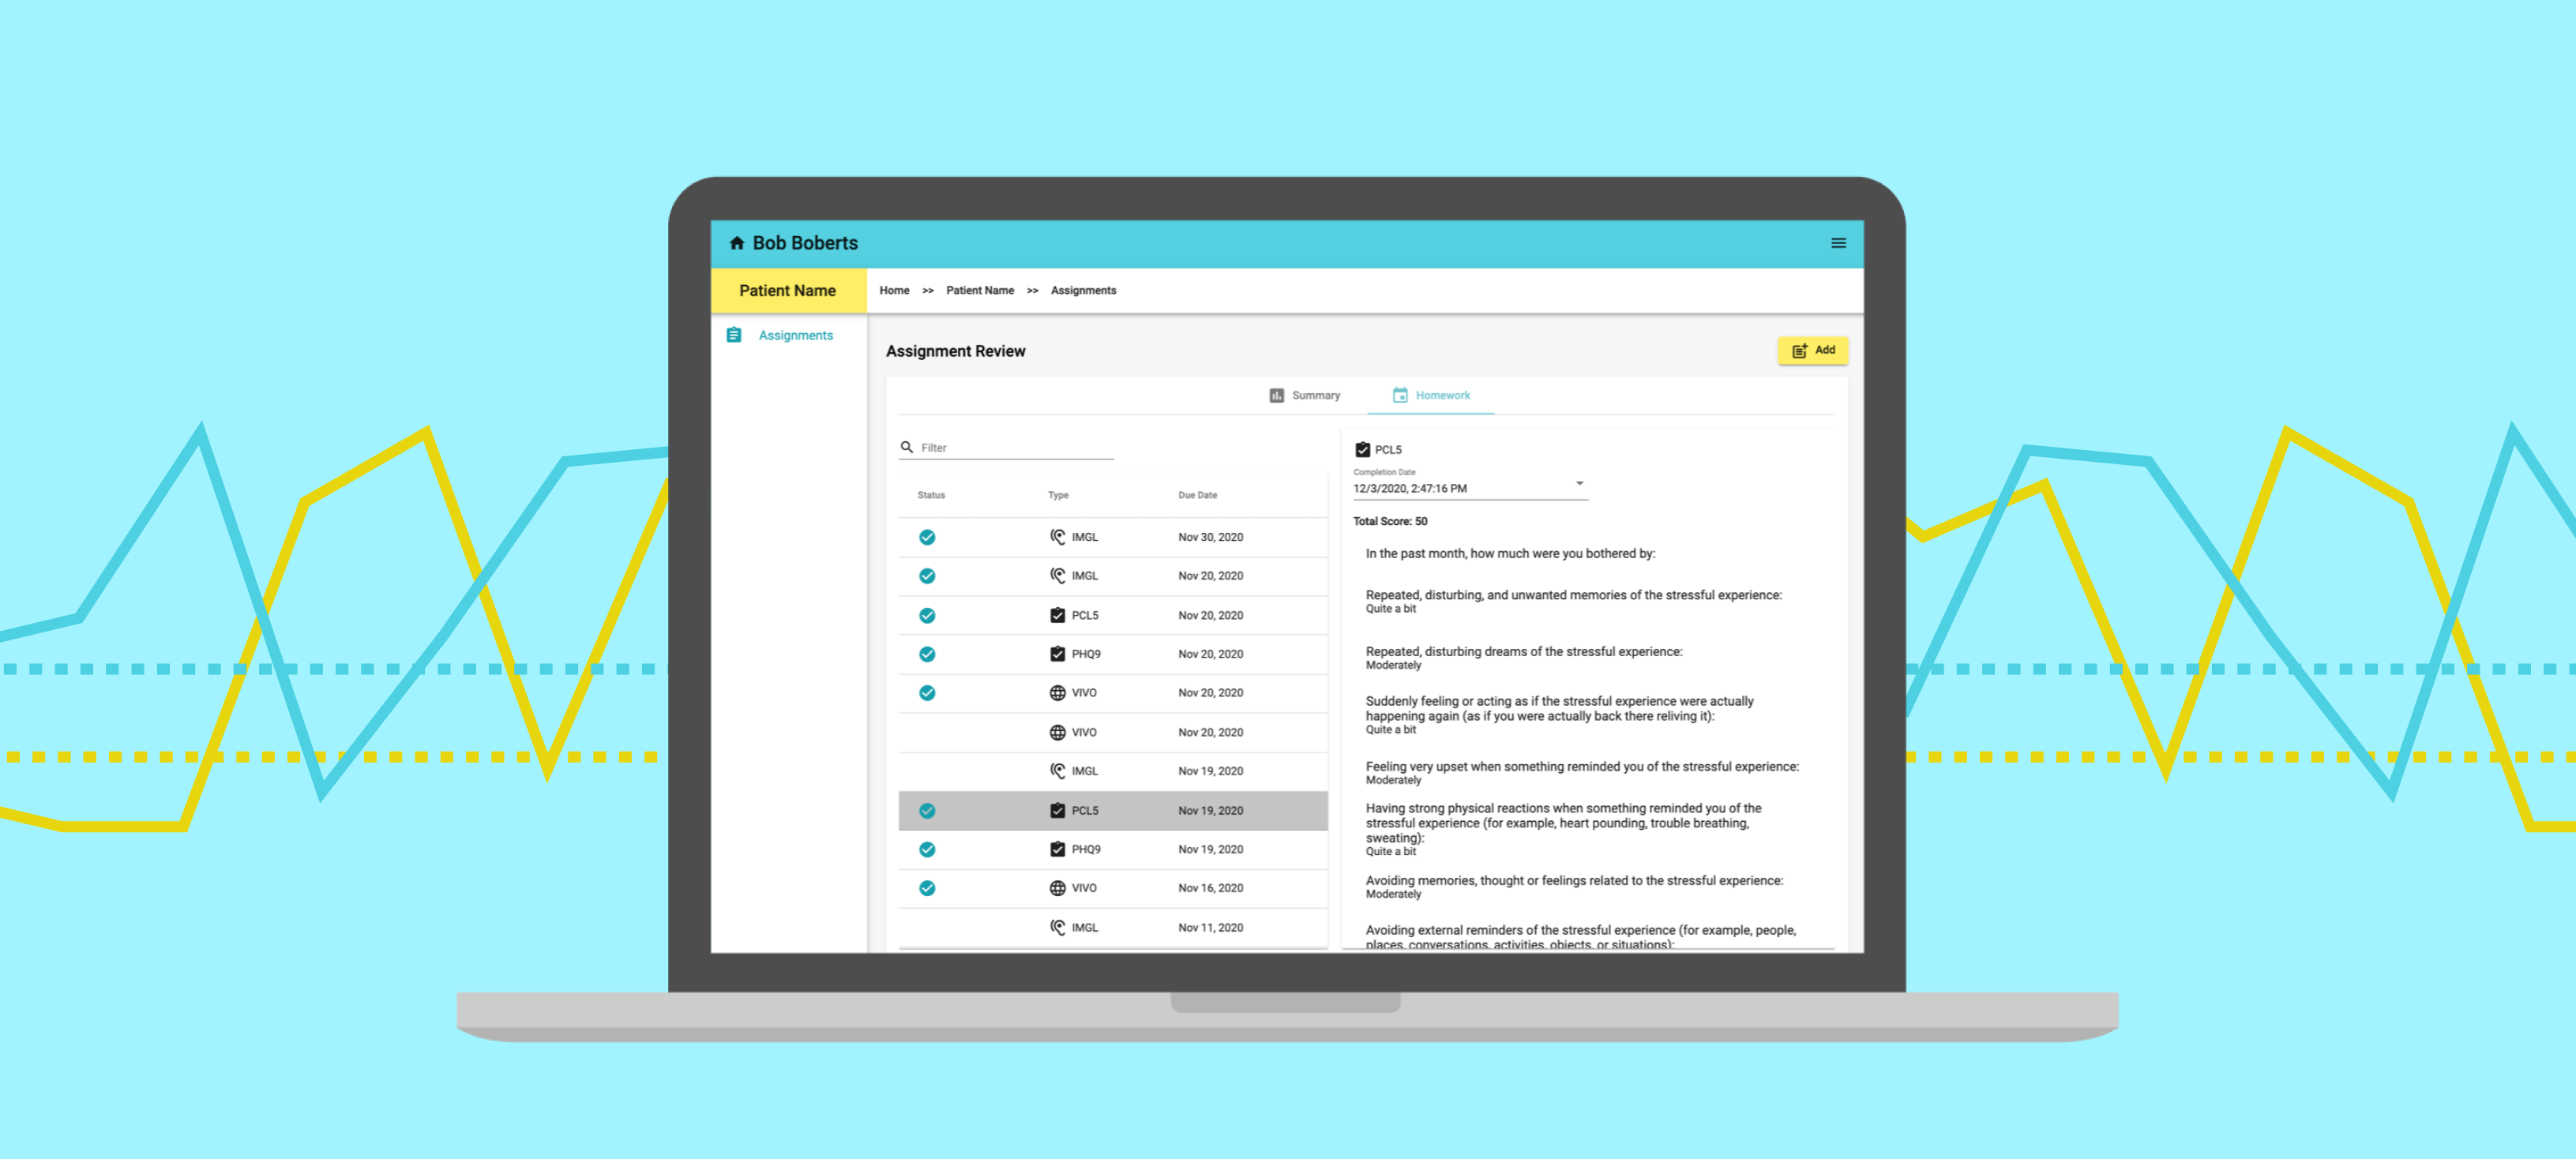 Bob Boberts
Patient Name
Home >> Patient Name >> Assignments
Assignments
Assignment Review
Add
Summary
Homework
Filter
Status Type Due Date
IMGL Nov 30, 2020
IMGL Nov 20, 2020
PCL5 Nov 20, 2020
PHQ9 Nov 20, 2020
VIVO Nov 20, 2020
VIVO Nov 20, 2020
IMGL Nov 19, 2020
PCL5 Nov 19, 2020
PHQ9 Nov 19, 2020
VIVO Nov 16, 2020
IMGL Nov 11, 2020
PCL5
Completion Date
12/3/2020, 2:47:16 PM
Total Score: 50
In the past month, how much were you bothered by:
Repeated, disturbing, and unwanted memories of the stressful experience:
Quite a bit
Repeated, disturbing dreams of the stressful experience:
Moderately
Suddenly feeling or acting as if the stressful experience were actually
happening again (as if you were actually back there reliving it):
Quite a bit
Feeling very upset when something reminded you of the stressful experience:
Moderately
Having strong physical reactions when something reminded you of the
stressful experience (for example, heart pounding, trouble breathing,
sweating):
Quite a bit
Avoiding memories, thought or feelings related to the stressful experience:
Moderately
Avoiding external reminders of the stressful experience (for example, people,
places, conversations, activities, objects, or situations):